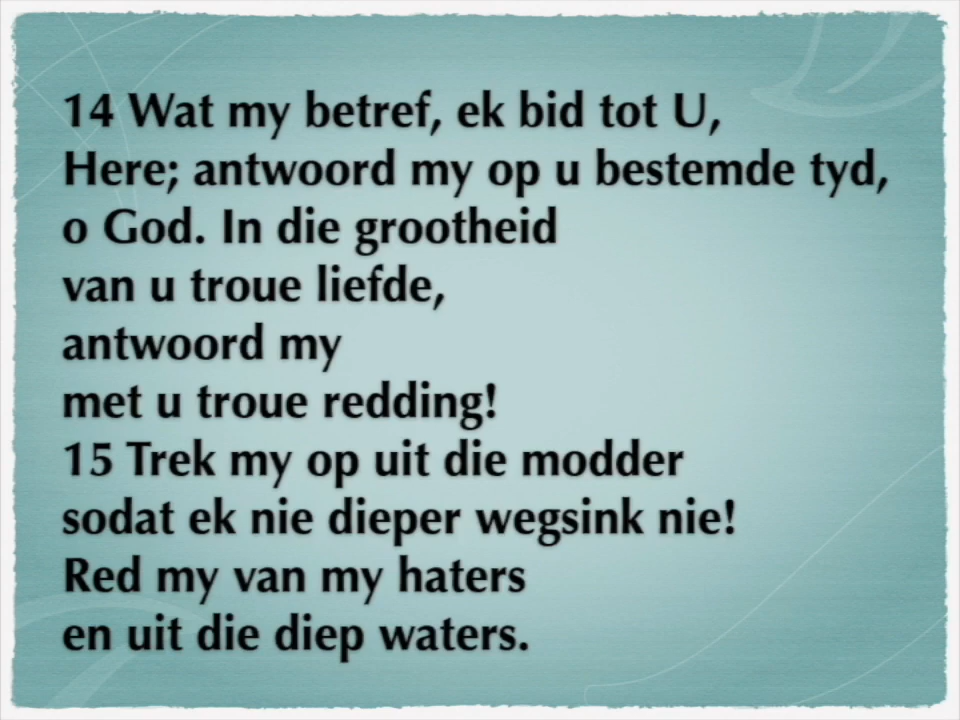 14 Wat my betref, ek bid tot U,
Here; antwoord my op u bestemde tyd,
o God. In die grootheid
van u troue liefde,
antwoord my
met u troue redding!
15 Trek my op uit die modder
sodat ek nie dieper wegsink nie!
Red my van my haters
en uit die diep waters.